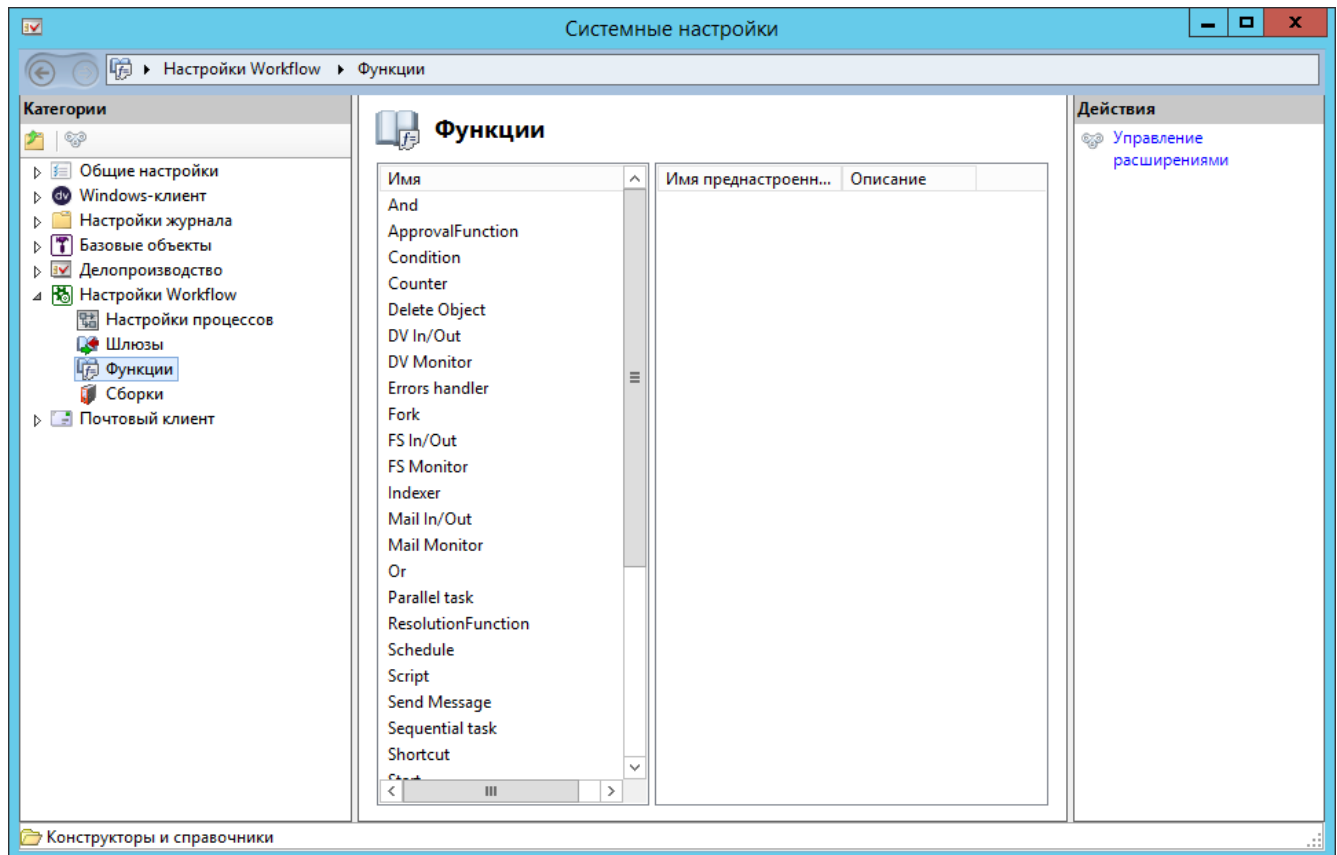 Системные настройки
Настройки Workflow
Функции
Категории
Общие настройки
Windows-клиент
Настройки журнала
Базовые объекты
Делопроизводство
Настройки Workflow
Настройки процессов
Шлюзы
Функции
Сборки
Почтовый клиент
Функции
Имя
And
ApprovalFunction
Condition
Counter
Delete Object
DV In/Out
DV Monitor
Errors handler
Fork
FS In/Out
FS Monitor
Indexer
Mail In/Out
Mail Monitor
Or
Parallel task
ResolutionFunction
Schedule
Script
Send Message
Sequential task
Shortcut
Start
Имя преднастроенн... Описание
Действия
Управление
расширениями
Конструкторы и справочники